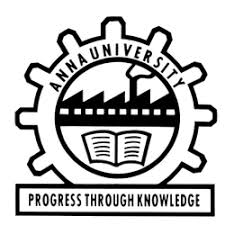 ANNA UNIVERSITY
PROGRESS THROUGH KNOWLEDGE